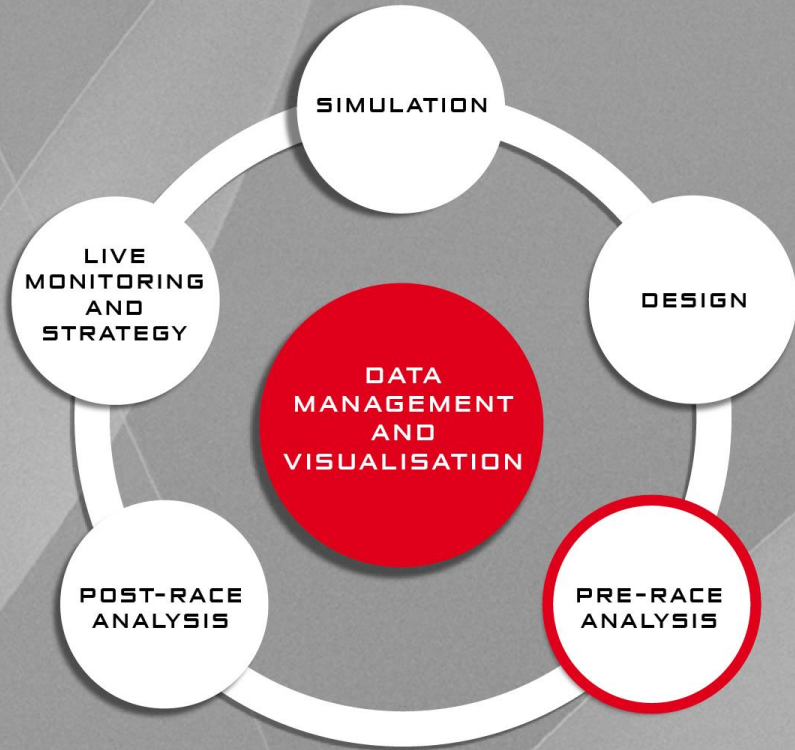 SIMULATION
DESIGN
PRE-RACE
ANALYSIS
POST-RACE
ANALYSIS
LIVE
MONITORING
AND
STRATEGY
DATA
MANAGEMENT
AND
VISUALISATION